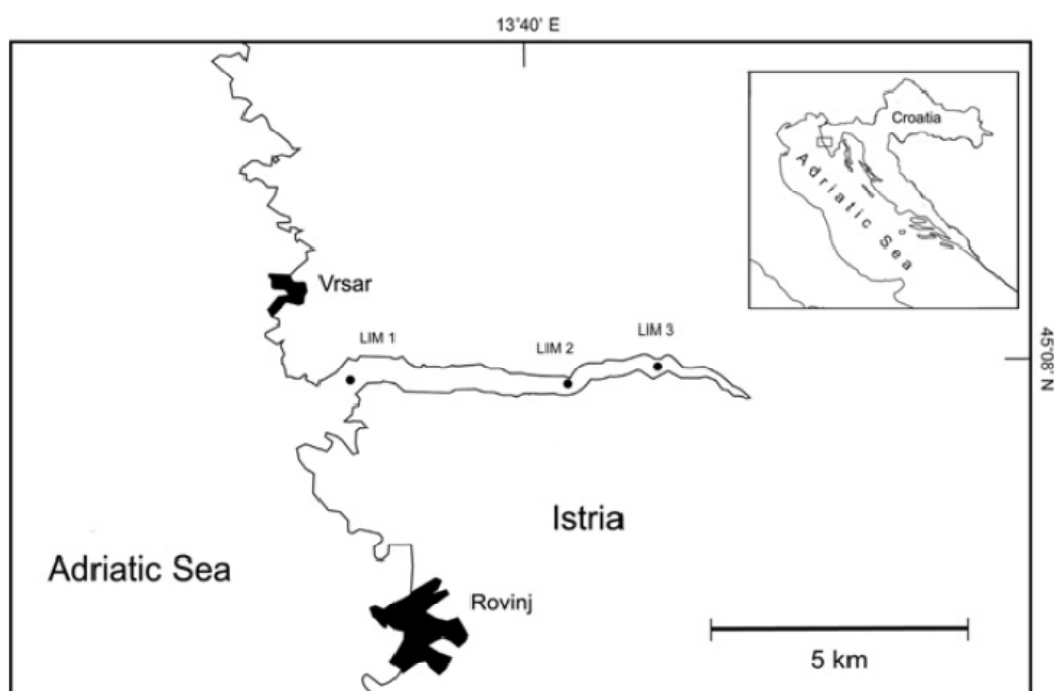 13°40' E
Croatia
Adriatic Sea
Vrsar
LIM 1
LIM 2
LIM 3
45°08' N
Istria
Adriatic Sea
Rovinj
5 km